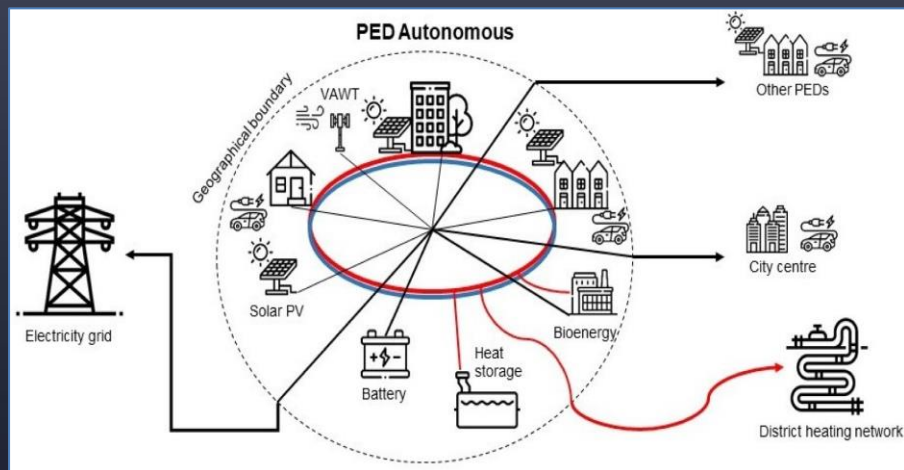 PED Autonomous
Geographical boundary
VAWT
Other PEDs
City centre
Solar PV
Bioenergy
Electricity grid
Battery
Heat
storage
District heating network